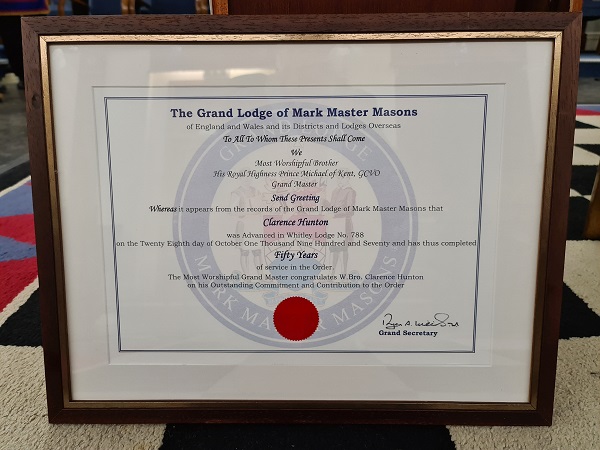 The Grand Lodge of Mark Master Masons
of England and Wales and its Districts and Lodges Overseas
To All To Whom These Presents Shall Come
We
Most Worshipful Brother
His Royal Highness Prince Michael of Kent, GCVO
Grand Master
Send Greeting
Whereas it appears from the records of the Grand Lodge of Mark Master Masons that
Clarence Hunton
was Advanced in Whitley Lodge No. 788
on the Twenty Eighth day of October One Thousand Nine Hundred and Seventy and has thus completed
Fifty Years
of service in the Order.
The Most Worshipful Grand Master congratulates W.Bro. Clarence Hunton
on his Outstanding Commitment and Contribution to the Order
Grand Secretary
MARK MASTER MASONS